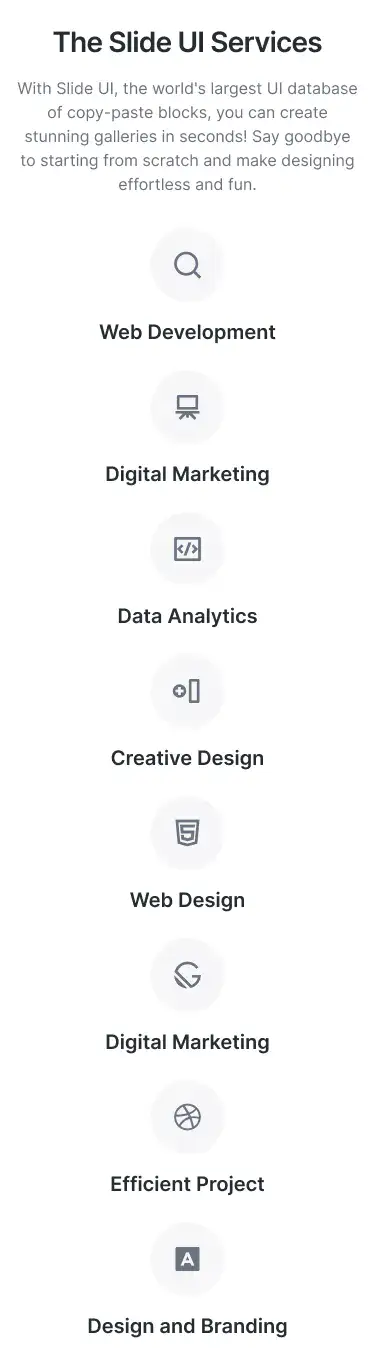 The Slide UI Services
With Slide UI, the world's largest UI database
of copy-paste blocks, you can create
stunning galleries in seconds! Say goodbye
to starting from scratch and make designing
effortless and fun.
Web Development
Digital Marketing
Data Analytics
Creative Design
Web Design
Digital Marketing
Efficient Project
A
Design and Branding